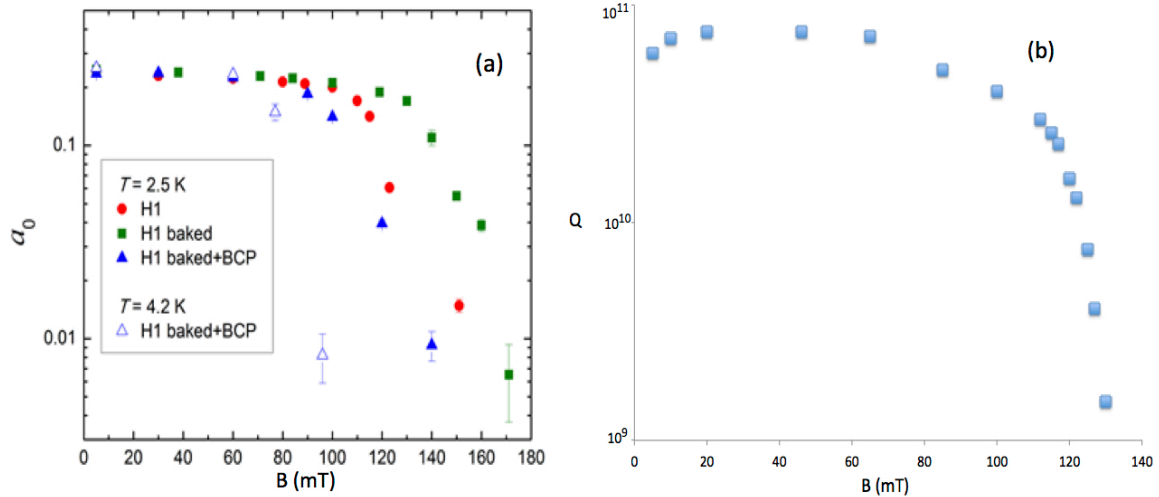 (a)
0.1
0.01
a0
T = 2.5 K
H1
H1 baked
H1 baked+BCP
T = 4.2 K
H1 baked+BCP
0 20 40 60 80 100 120 140 160 180
B (mT)
(b)
10^11
10^10
10^9
Q
0 20 40 60 80 100 120 140
B (mT)